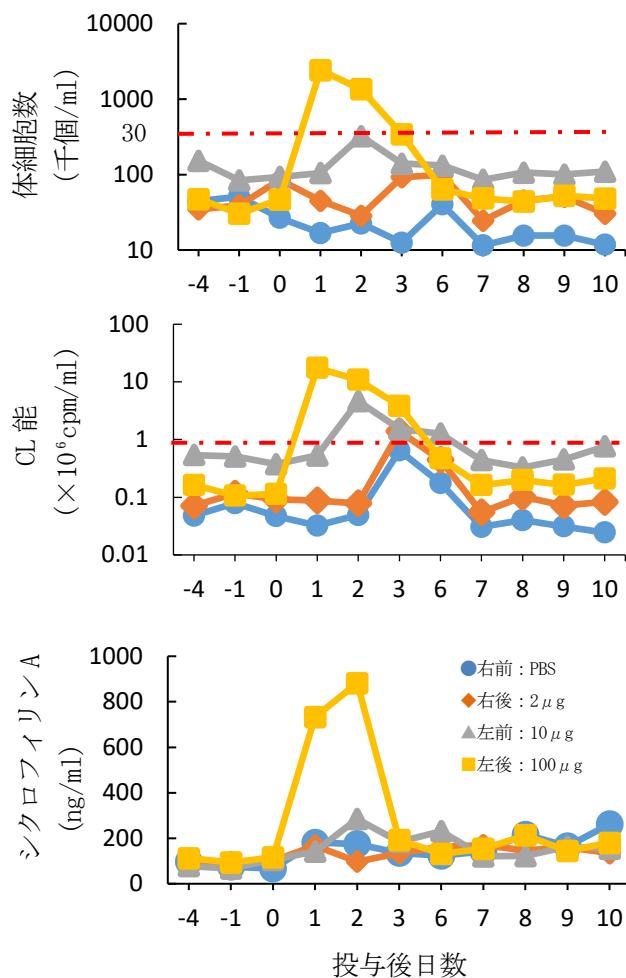 10000
1000
30
100
10
体細胞数
(千個/ml)
-4 -1 0 1 2 3 6 7 8 9 10
100
10
1
0.1
0.01
CL 能
(×10⁶cpm/ml)
-4 -1 0 1 2 3 6 7 8 9 10
1000
800
600
400
200
0
シクロフィリン A
(ng/ml)
右前：PBS
右後：2μg
左前：10μg
左後：100μg
-4 -1 0 1 2 3 6 7 8 9 10
投与後日数